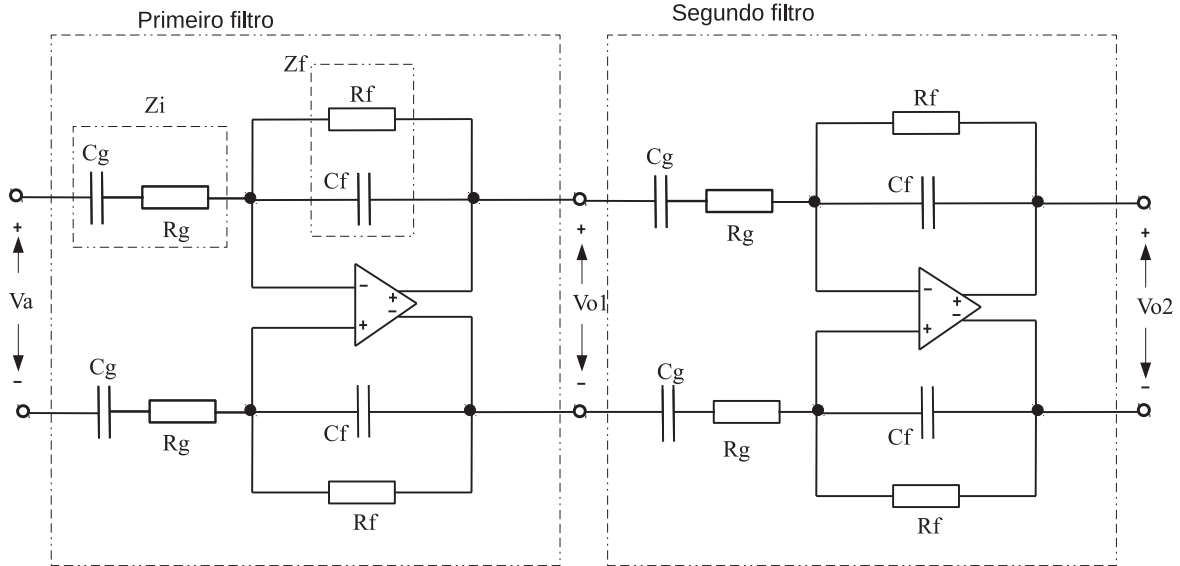 Primeiro filtro
Segundo filtro
Zf
Rf
Rf
Zi
Cg
Cf
Cg
Cf
Rg
Rg
+
+
+
-
+
-
-
+
-
Va
Vo1
Vo2
+
+
-
-
-
Cg
Cg
Rg
Cf
Rg
Cf
Rf
Rf